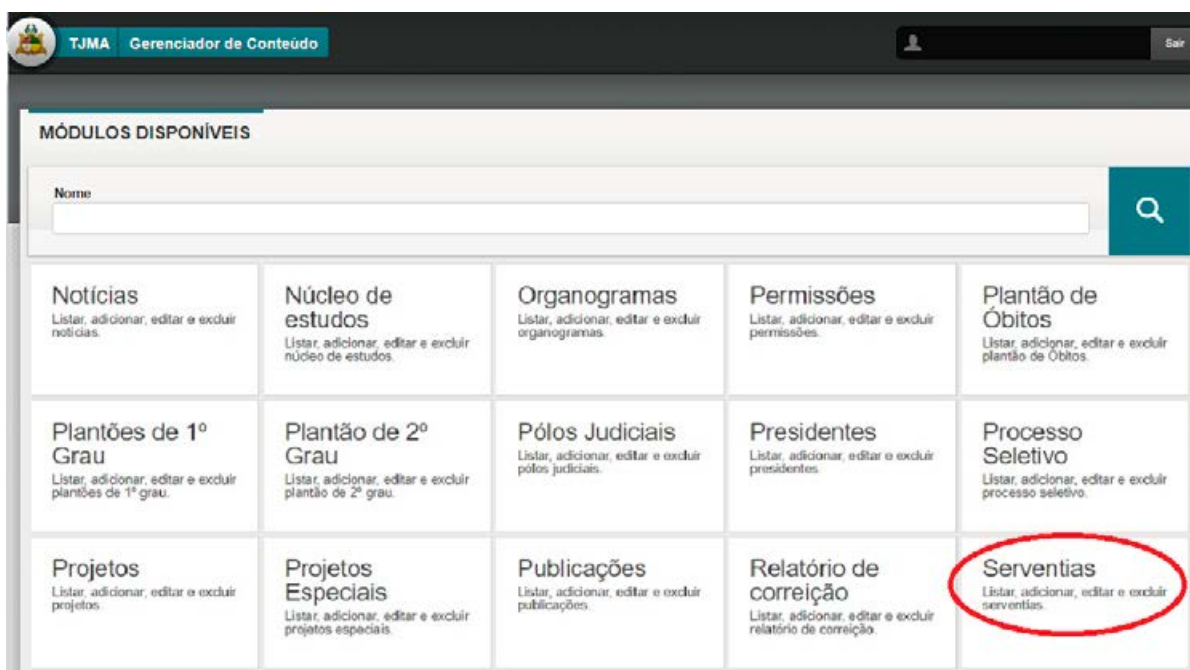 TJMA Gerenciador de Conteúdo
Sair
MÓDULOS DISPONÍVEIS
Nome
Notícias
Listar, adicionar, editar e excluir
notícias.
Núcleo de
estudos
Listar, adicionar, editar e excluir
núcleo de estudos.
Organogramas
Listar, adicionar, editar e excluir
organogramas.
Permissões
Listar, adicionar, editar e excluir
permissões.
Plantão de
Óbitos
Listar, adicionar, editar e excluir
plantão de Óbitos.
Plantões de 1º
Grau
Listar, adicionar, editar e excluir
plantões de 1º grau.
Plantão de 2º
Grau
Listar, adicionar, editar e excluir
plantão de 2º grau.
Pólos Judiciais
Listar, adicionar, editar e excluir
pólos judiciais.
Presidentes
Listar, adicionar, editar e excluir
presidentes.
Processo
Seletivo
Listar, adicionar, editar e excluir
processo seletivo.
Projetos
Listar, adicionar, editar e excluir
projetos.
Projetos
Especiais
Listar, adicionar, editar e excluir
projetos especiais.
Publicações
Listar, adicionar, editar e excluir
publicações.
Relatório de
correição
Listar, adicionar, editar e excluir
relatório de correição.
Serventias
Listar, adicionar, editar e excluir
serventias.